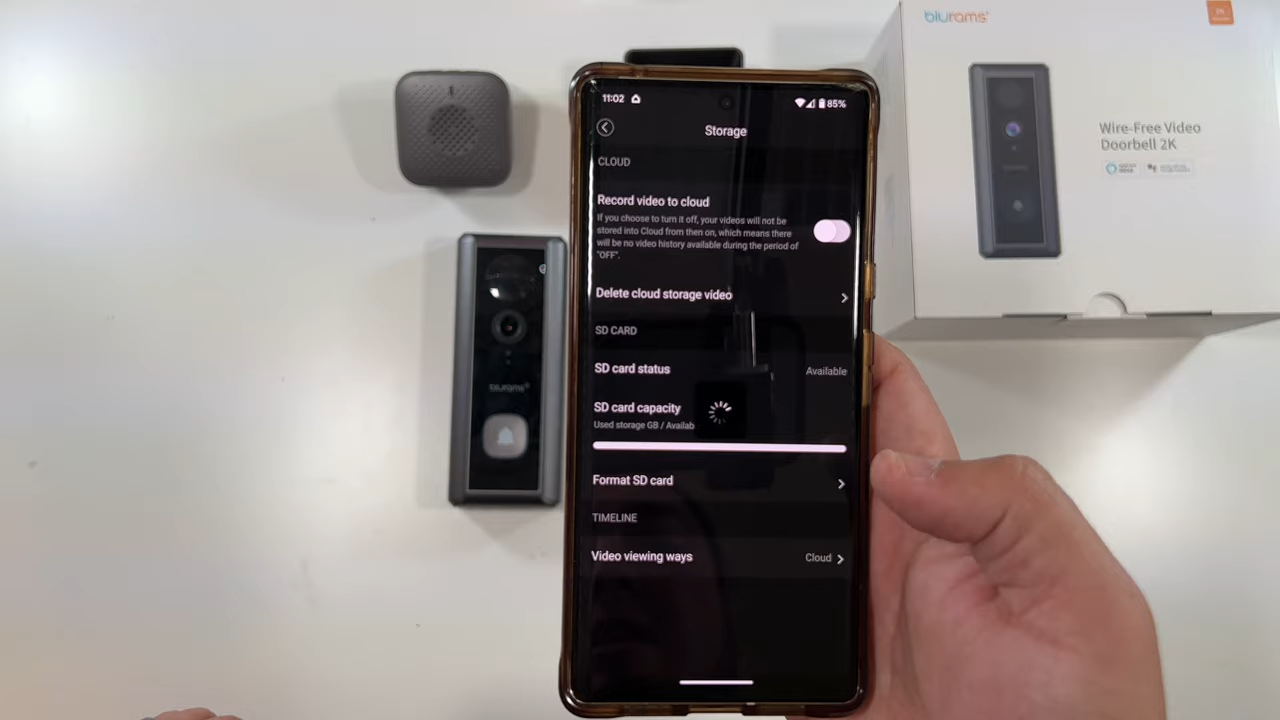 blurams
2K
Wire-Free Video
Doorbell 2K
11:02
85%
Storage
CLOUD
Record video to cloud
If you choose to turn it off, your videos will not be
stored into Cloud from then on, which means there
will be no video history available during the period of
"OFF".
Delete cloud storage video
SD CARD
SD card status
Available
SD card capacity
Used storage GB / Availab
Format SD card
TIMELINE
Video viewing ways
Cloud
blurams